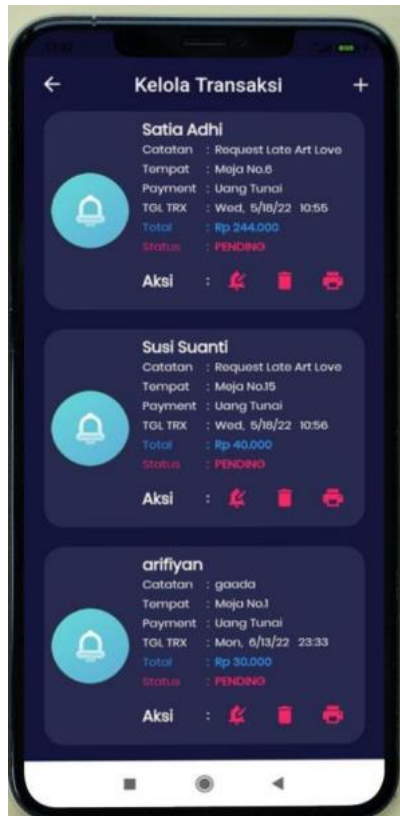 Kelola Transaksi
Satia Adhi
Catatan : Request Late Art Love
Tempat : Meja No.6
Payment : Uang Tunai
TGL TRX : Wed, 5/18/22 10:55
Total : Rp 244.000
Status : PENDING
Aksi :
Susi Suanti
Catatan : Request Late Art Love
Tempat : Meja No.15
Payment : Uang Tunai
TGL TRX : Wed, 5/18/22 10:56
Total : Rp 40.000
Status : PENDING
Aksi :
arifiyan
Catatan : gaada
Tempat : Meja No.1
Payment : Uang Tunai
TGL TRX : Mon, 6/13/22 23:33
Total : Rp 30.000
Status : PENDING
Aksi :